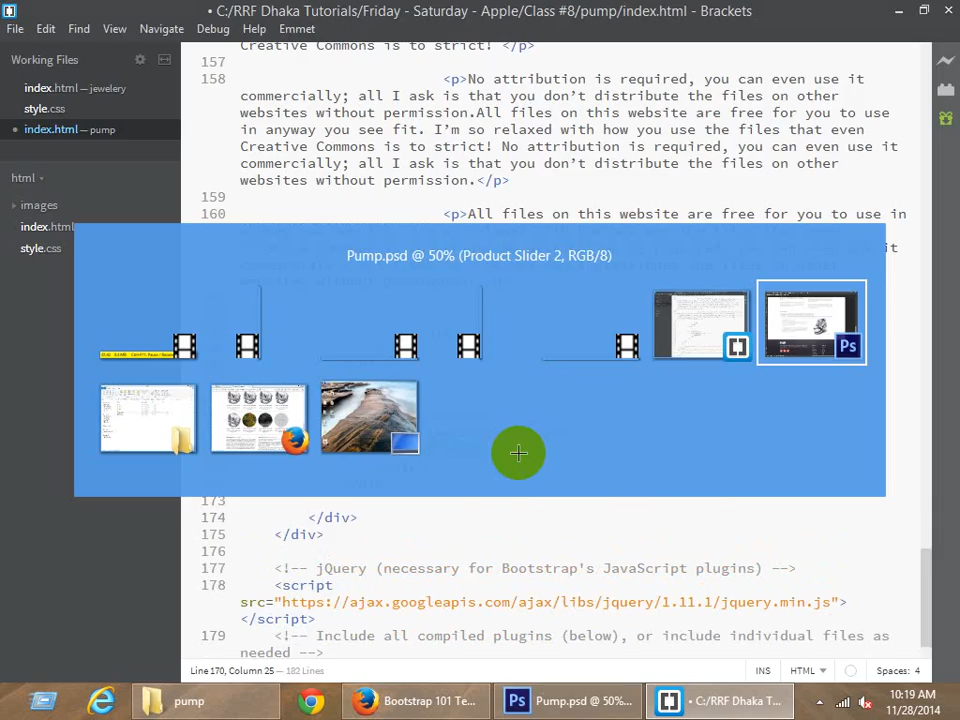 • C:/RRF Dhaka Tutorials/Friday - Saturday - Apple/Class #8/pump/index.html - Brackets
File Edit Find View Navigate Debug Help Emmet
Working Files
index.html — jewelery
style.css
• index.html — pump
html
images
index.html
style.css
Creative Commons is to strict! </p>
157
158 <p>No attribution is required, you can even use it
commercially; all I ask is that you don’t distribute the files on other
websites without permission.All files on this website are free for you to use
in anyway you see fit. I’m so relaxed with how you use the files that even
Creative Commons is to strict! No attribution is required, you can even use it
commercially; all I ask is that you don’t distribute the files on other
websites without permission.</p>
159
160 <p>All files on this website are free for you to use in
Pump.psd @ 50% (Product Slider 2, RGB/8)
Ps
173
174 </div>
175 </div>
176
177 <!-- jQuery (necessary for Bootstrap's JavaScript plugins) -->
178 <script
src="https://ajax.googleapis.com/ajax/libs/jquery/1.11.1/jquery.min.js">
</script>
179 <!-- Include all compiled plugins (below), or include individual files as
needed -->
Line 170, Column 25 — 182 Lines
INS HTML Spaces: 4
pump
Bootstrap 101 Te...
Ps Pump.psd @ 50%...
• C:/RRF Dhaka T...
10:19 AM
11/28/2014